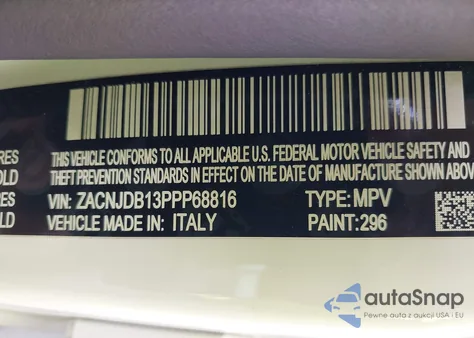 RES
THIS VEHICLE CONFORMS TO ALL APPLICABLE U.S. FEDERAL MOTOR VEHICLE SAFETY AND
OLD
THEFT PREVENTION STANDARDS IN EFFECT ON THE DATE OF MANUFACTURE SHOWN ABOVE.
RES
VIN: ZACNJDB13PPP68816 TYPE: MPV
OLD
VEHICLE MADE IN: ITALY PAINT: 296
autaSnap
Pewne auta z aukcji USA i EU